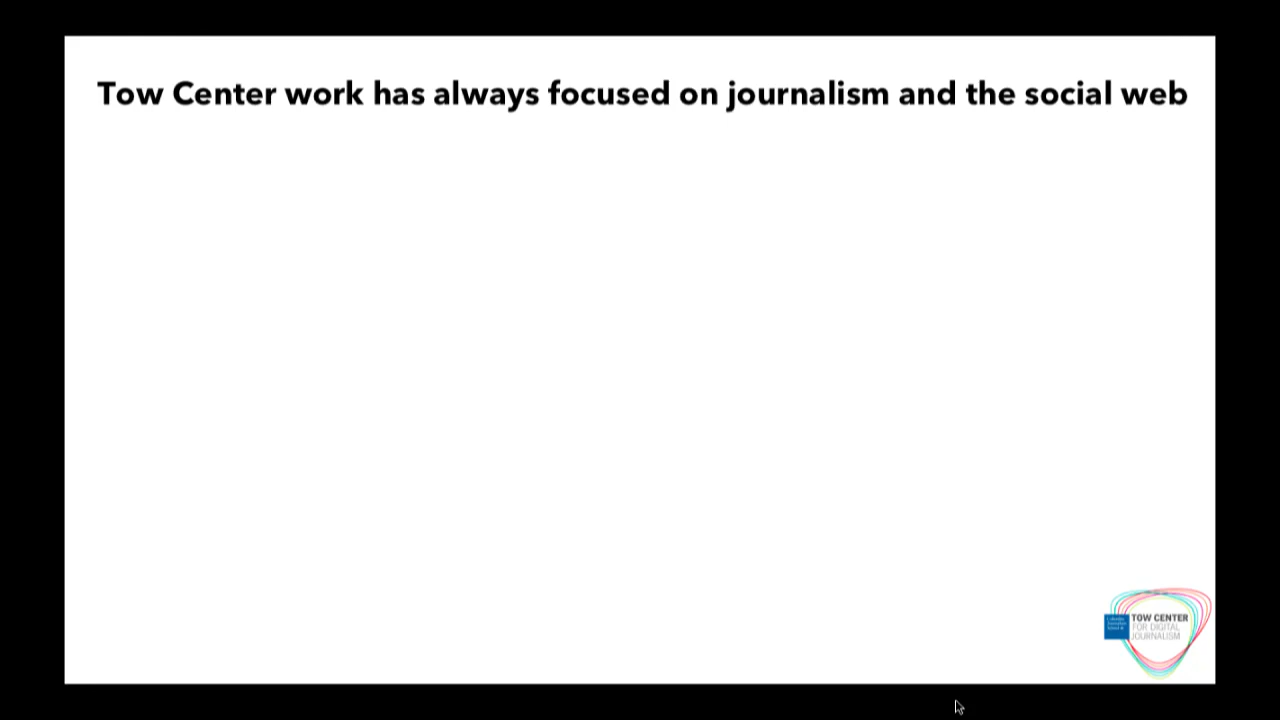 Tow Center work has always focused on journalism and the social web
TOW CENTER
FOR DIGITAL
JOURNALISM